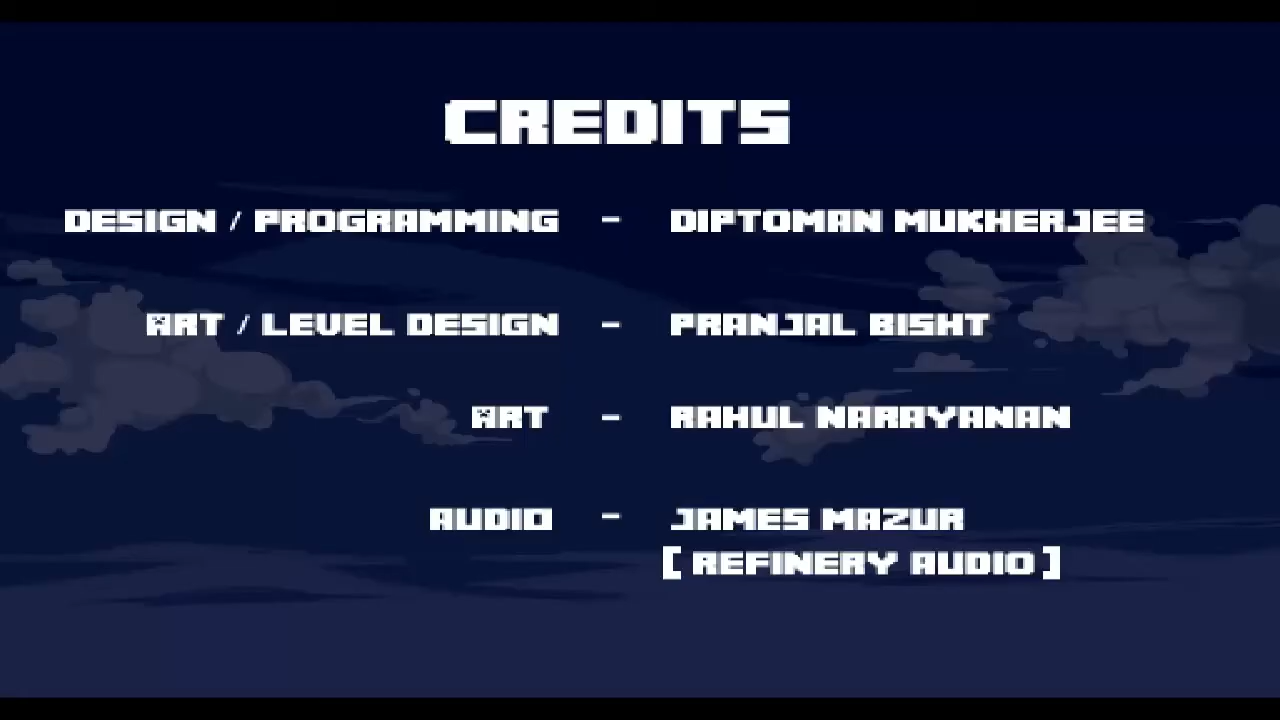 CREDITS
DESIGN / PROGRAMMING - DIPTOMAN MUKHERJEE
ART / LEVEL DESIGN - PRANJAL BISHT
ART - RAHUL NARAYANAN
AUDIO - JAMES MAZUR
[ REFINERY AUDIO ]